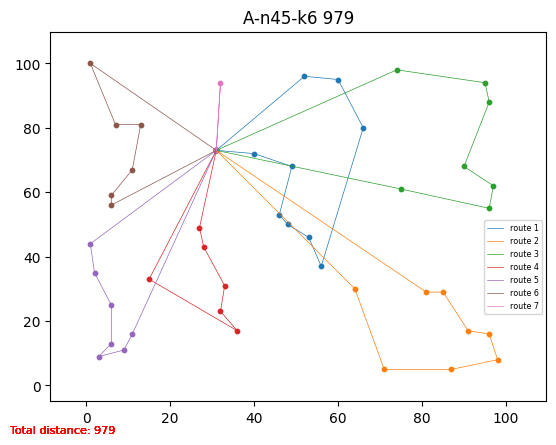 A-n45-k6 979
100
80
60
40
20
0
0 20 40 60 80 100
route 1
route 2
route 3
route 4
route 5
route 6
route 7
Total distance: 979